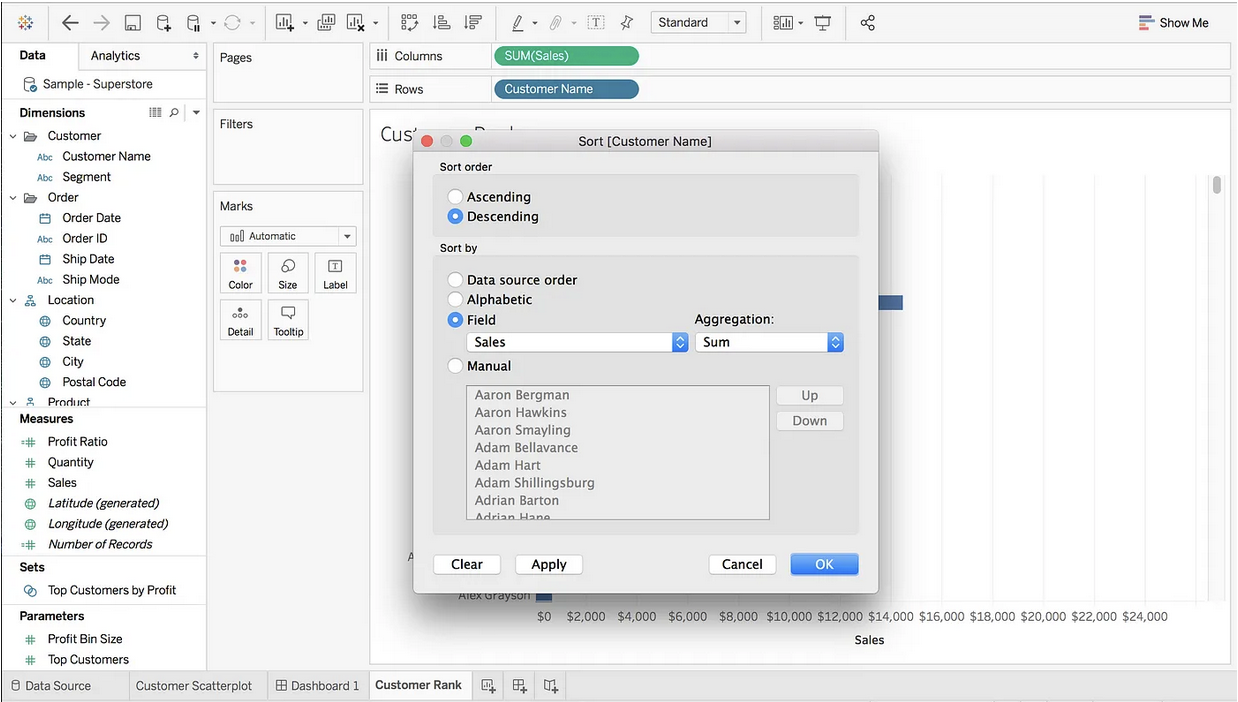 Standard
Show Me
Data
Analytics
Sample - Superstore
Dimensions
Customer
Abc Customer Name
Abc Segment
Order
Order Date
Abc Order ID
Ship Date
Abc Ship Mode
Location
Country
State
City
Postal Code
Product
Measures
Profit Ratio
Quantity
Sales
Latitude (generated)
Longitude (generated)
Number of Records
Sets
Top Customers by Profit
Parameters
Profit Bin Size
Top Customers
Pages
Filters
Marks
Automatic
Color
Size
Label
Detail
Tooltip
Columns
SUM(Sales)
Rows
Customer Name
Sort [Customer Name]
Sort order
Ascending
Descending
Sort by
Data source order
Alphabetic
Field
Aggregation:
Sales
Sum
Manual
Aaron Bergman
Aaron Hawkins
Aaron Smayling
Adam Bellavance
Adam Hart
Adam Shillingsburg
Adrian Barton
Adrian Hane
Up
Down
Clear
Apply
Cancel
OK
Alex Grayson
$0 $2,000 $4,000 $6,000 $8,000 $10,000 $12,000 $14,000 $16,000 $18,000 $20,000 $22,000 $24,000
Sales
Data Source
Customer Scatterplot
Dashboard 1
Customer Rank